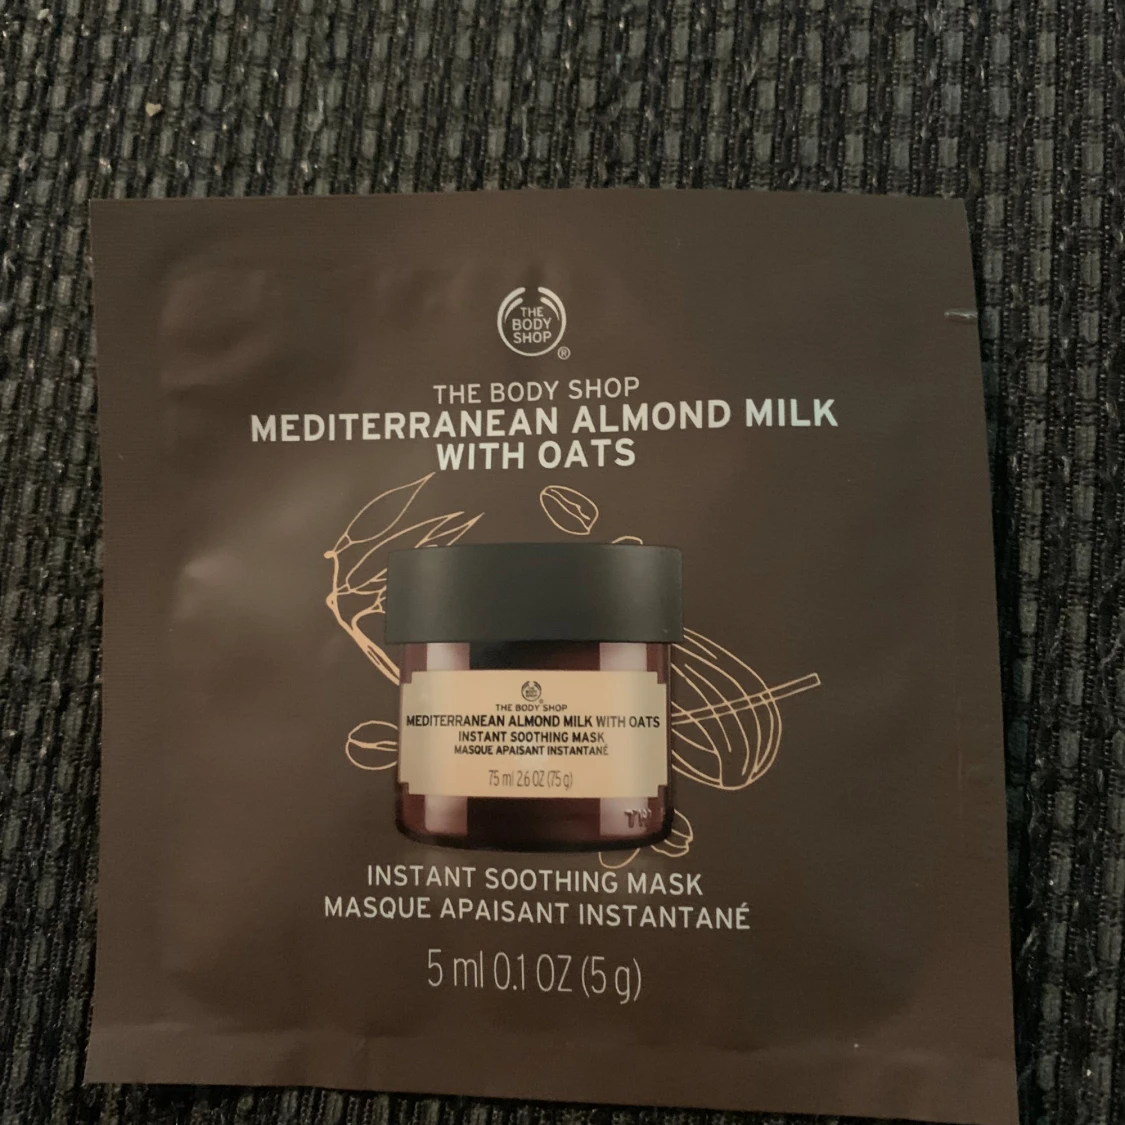 THE
BODY
SHOP
®
THE BODY SHOP
MEDITERRANEAN ALMOND MILK
WITH OATS
THE BODY SHOP
MEDITERRANEAN ALMOND MILK WITH OATS
INSTANT SOOTHING MASK
MASQUE APAISANT INSTANTANÉ
75 ml 2.6 OZ (75 g)
INSTANT SOOTHING MASK
MASQUE APAISANT INSTANTANÉ
5 ml 0.1 OZ (5 g)